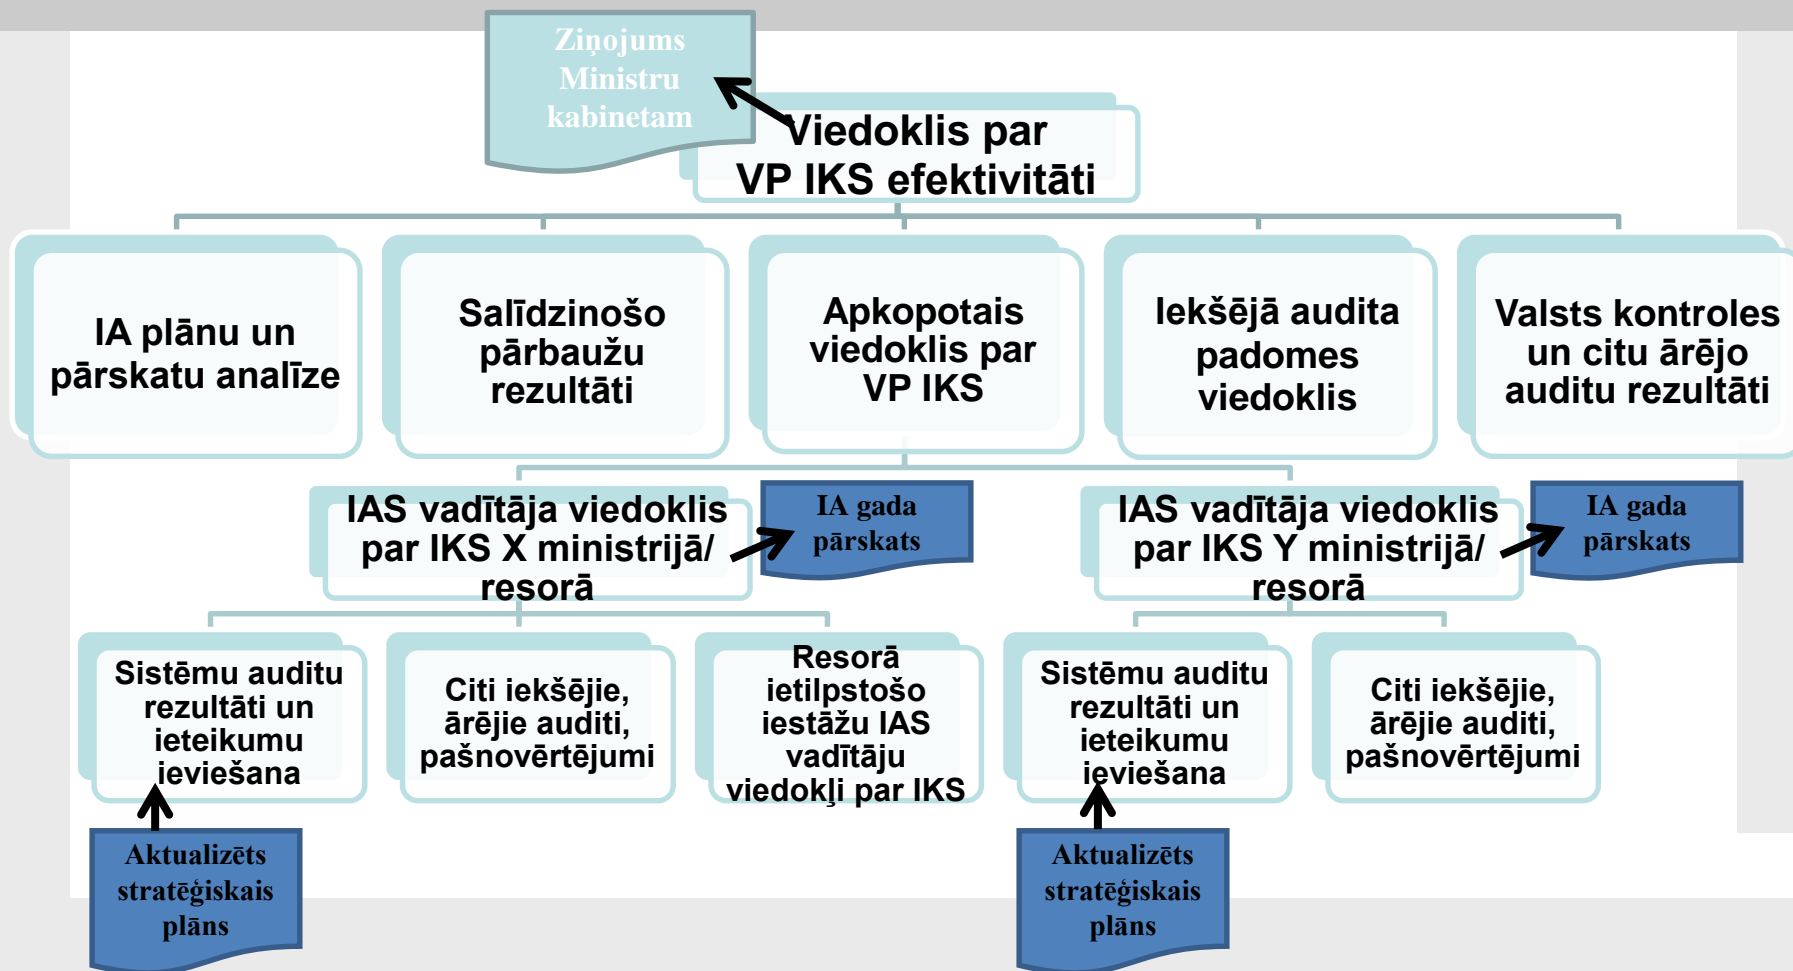 Ziņojums
Ministru
kabinetam
Viedoklis par
VP IKS efektivitāti
IA plānu un
pārskatu analīze
Salīdzinošo
pārbaužu
rezultāti
Apkopotais
viedoklis par
VP IKS
Iekšējā audita
padomes
viedoklis
Valsts kontroles
un citu ārējo
auditu rezultāti
IAS vadītāja viedoklis
par IKS X ministrijā/
resorā
IA gada
pārskats
IAS vadītāja viedoklis
par IKS Y ministrijā/
resorā
IA gada
pārskats
Sistēmu auditu
rezultāti un
ieteikumu
ieviešana
Citi iekšējie,
ārējie auditi,
pašnovērtējumi
Resorā
ietilpstošo
iestāžu IAS
vadītāju
viedokļi par IKS
Sistēmu auditu
rezultāti un
ieteikumu
ieviešana
Citi iekšējie,
ārējie auditi,
pašnovērtējumi
Aktualizēts
stratēģiskais
plāns
Aktualizēts
stratēģiskais
plāns